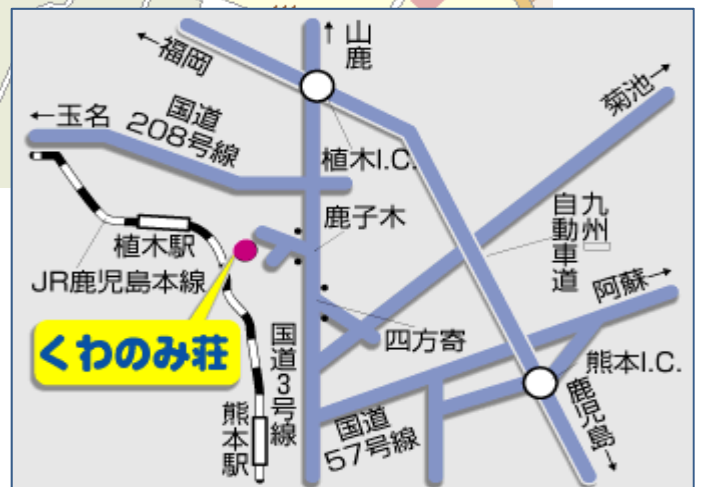 ←福岡
↑山鹿
菊池→
←玉名
国道
208号線
植木I.C.
鹿子木
九州
自動車道
植木駅
JR鹿児島本線
阿蘇→
くわのみ荘
国道3号線
四方寄
熊本I.C.
熊本駅
国道
57号線
鹿児島→